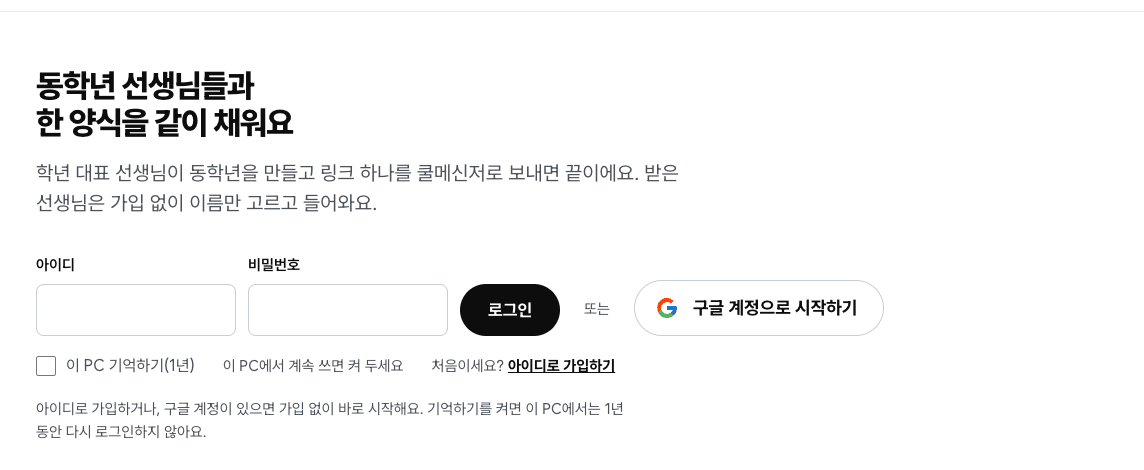 동학년 선생님들과
한 양식을 같이 채워요
학년 대표 선생님이 동학년을 만들고 링크 하나를 쿨메신저로 보내면 끝이에요. 받은
선생님은 가입 없이 이름만 고르고 들어와요.
아이디
비밀번호
로그인
또는
구글 계정으로 시작하기
이 PC 기억하기(1년)
이 PC에서 계속 쓰면 켜 두세요
처음이세요? 아이디로 가입하기
아이디로 가입하거나, 구글 계정이 있으면 가입 없이 바로 시작해요. 기억하기를 켜면 이 PC에서는 1년
동안 다시 로그인하지 않아요.